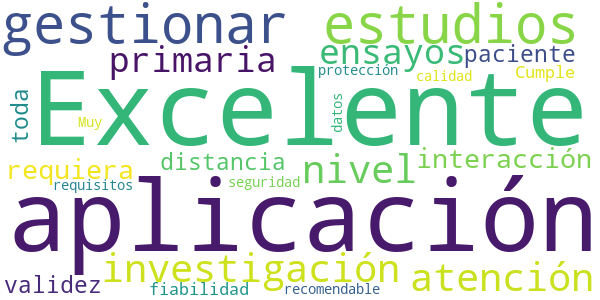 gestionar estudios
primaria ensayos paciente
protección calidad Cumple
Excelente
toda Muy datos
requiera distancia nivel interacción
requisitos seguridad
aplicación
investigación atención
validez fiabilidad recomendable